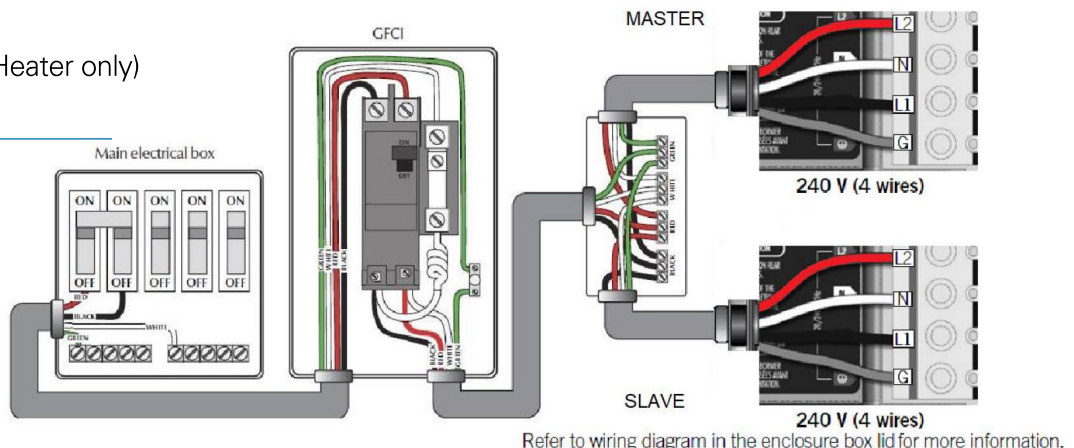 Heater only)
Main electrical box
ON
ON
ON
ON
ON
OFF
OFF
OFF
OFF
OFF
RED
BLACK
WHITE
GREEN
GFCI
ON
OFF
GREEN
WHITE
RED
BLACK
BLACK
RED
WHITE
GREEN
GREEN
WHITE
RED
BLACK
MASTER
L2
N
L1
G
L2
N
240 V (4 wires)
SLAVE
L2
N
L1
G
L2
N
240 V (4 wires)
Refer to wiring diagram in the enclosure box lid for more information.